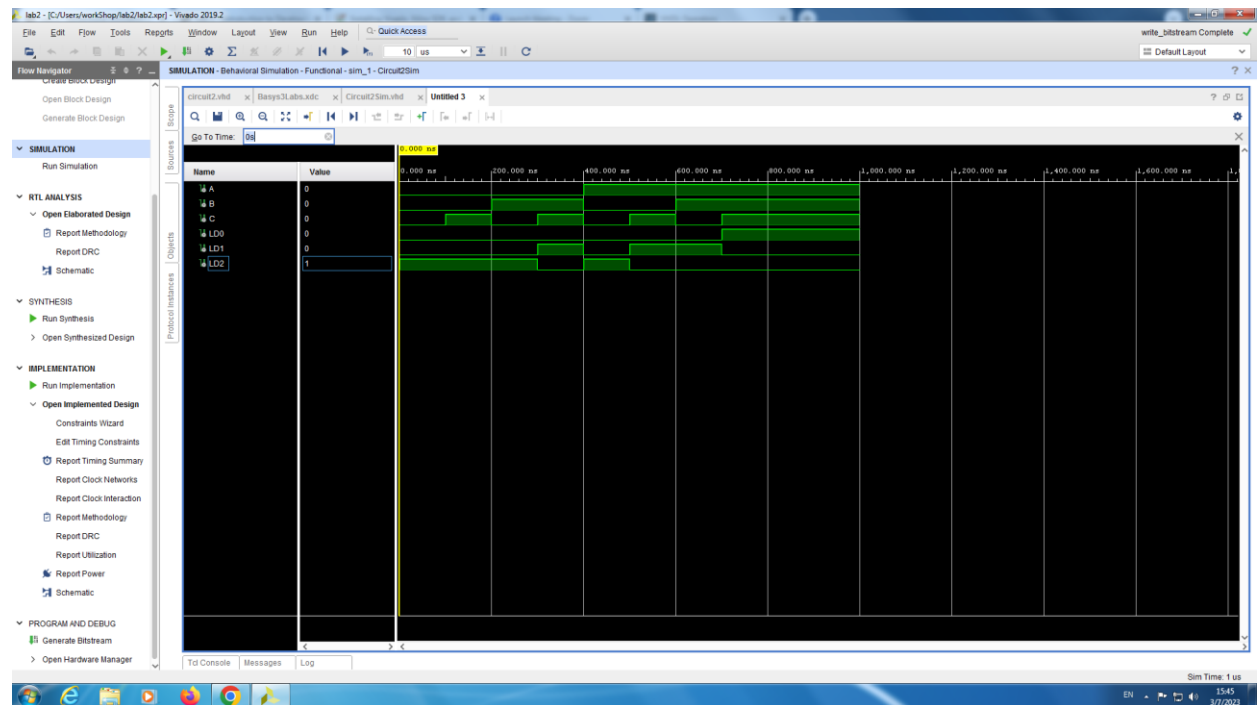 lab2 - [C:/Users/workShop/lab2/lab2.xpr] - Vivado 2019.2
File Edit Flow Tools Reports Window Layout View Run Help Quick Access
write_bitstream Complete
10 us
Default Layout
Flow Navigator
SIMULATION - Behavioral Simulation - Functional - sim_1 - Circuit2Sim
Create Block Design
Open Block Design
Generate Block Design
SIMULATION
Run Simulation
RTL ANALYSIS
Open Elaborated Design
Report Methodology
Report DRC
Schematic
SYNTHESIS
Run Synthesis
Open Synthesized Design
IMPLEMENTATION
Run Implementation
Open Implemented Design
Constraints Wizard
Edit Timing Constraints
Report Timing Summary
Report Clock Networks
Report Clock Interaction
Report Methodology
Report DRC
Report Utilization
Report Power
Schematic
PROGRAM AND DEBUG
Generate Bitstream
Open Hardware Manager
Scope
Sources
Objects
Protocol Instances
circuit2.vhd Basys3Labs.xdc Circuit2Sim.vhd Untitled 3
Go To Time: 0s
0.000 ns
Name Value
0.000 ns 200.000 ns 400.000 ns 600.000 ns 800.000 ns 1,000.000 ns 1,200.000 ns 1,400.000 ns 1,600.000 ns
A 0
B 0
C 0
LD0 0
LD1 0
LD2 1
Tcl Console Messages Log
Sim Time: 1 us
EN
15:45
3/7/2023